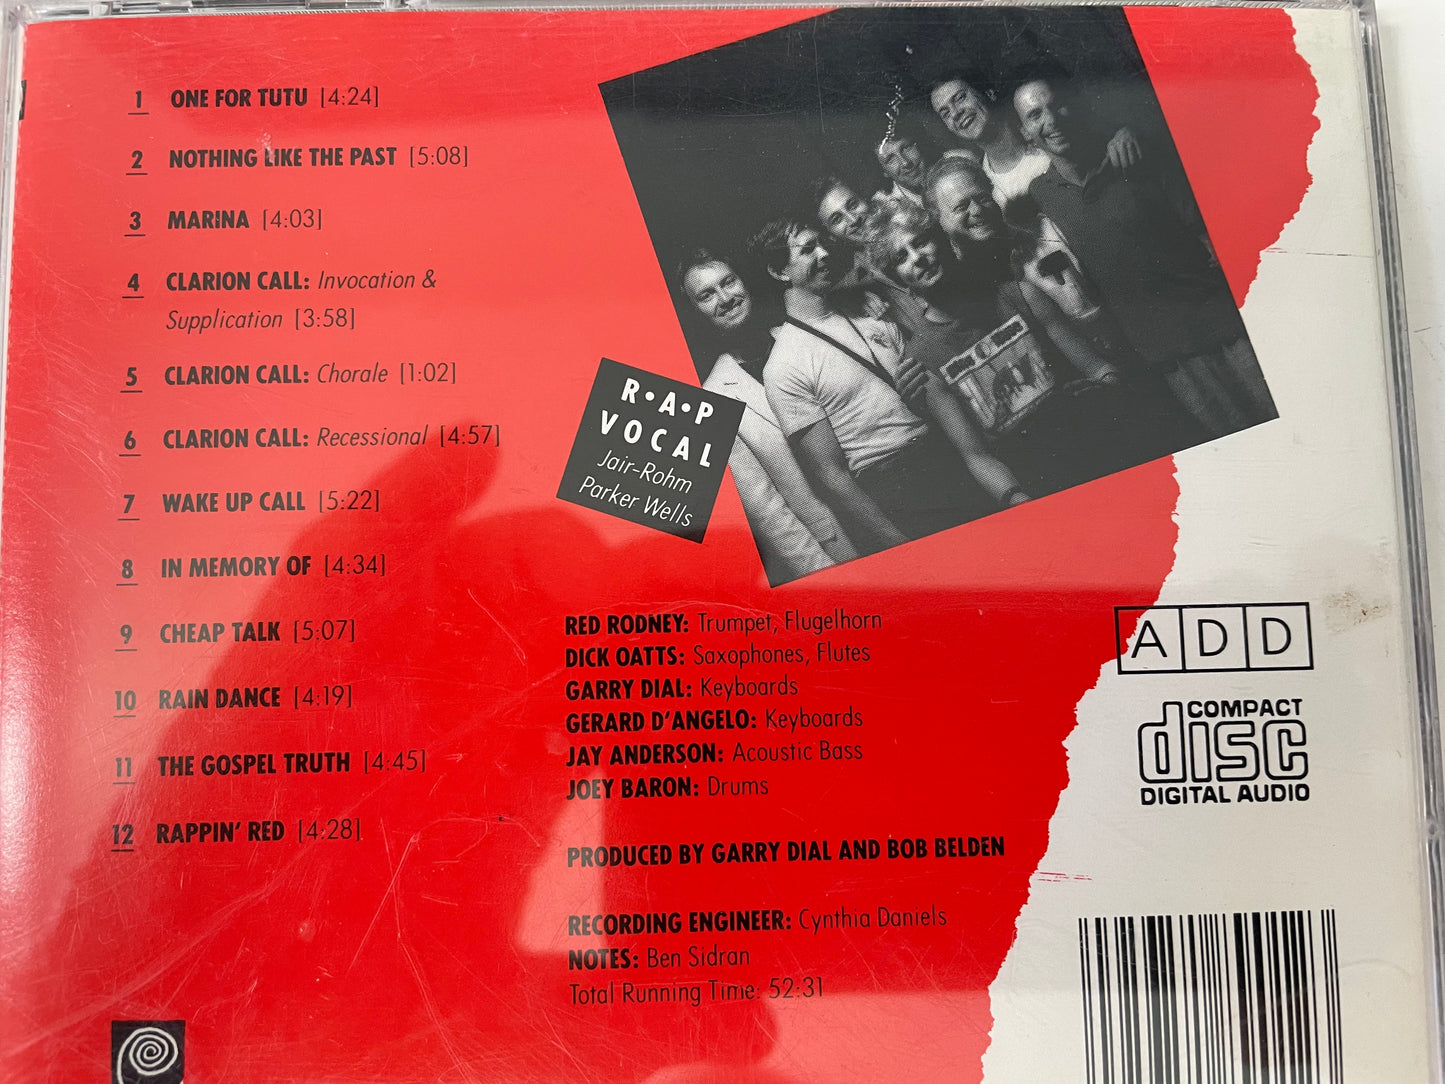 1 ONE FOR TUTU [4:24]
2 NOTHING LIKE THE PAST [5:08]
3 MARINA [4:03]
4 CLARION CALL: Invocation &
Supplication [3:58]
5 CLARION CALL: Chorale [1:02]
6 CLARION CALL: Recessional [4:57]
7 WAKE UP CALL [5:22]
8 IN MEMORY OF [4:34]
9 CHEAP TALK [5:07]
10 RAIN DANCE [4:19]
11 THE GOSPEL TRUTH [4:45]
12 RAPPIN' RED [4:28]
R•A•P
VOCAL
Jair-Rohm
Parker Wells
RED RODNEY: Trumpet, Flugelhorn
DICK OATTS: Saxophones, Flutes
GARRY DIAL: Keyboards
GERARD D'ANGELO: Keyboards
JAY ANDERSON: Acoustic Bass
JOEY BARON: Drums
PRODUCED BY GARRY DIAL AND BOB BELDEN
RECORDING ENGINEER: Cynthia Daniels
NOTES: Ben Sidran
Total Running Time: 52:31
ADD
COMPACT
disc
DIGITAL AUDIO